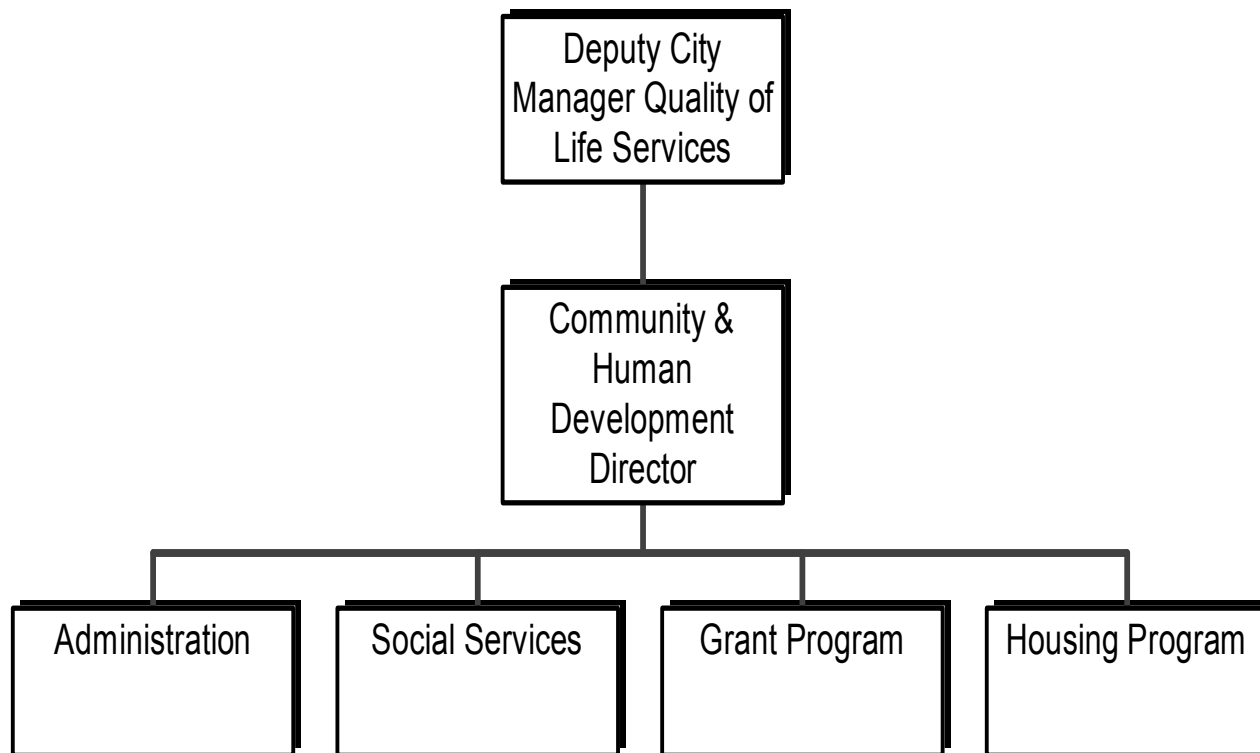 Deputy City
Manager Quality of
Life Services
Community &
Human
Development
Director
Administration
Social Services
Grant Program
Housing Program